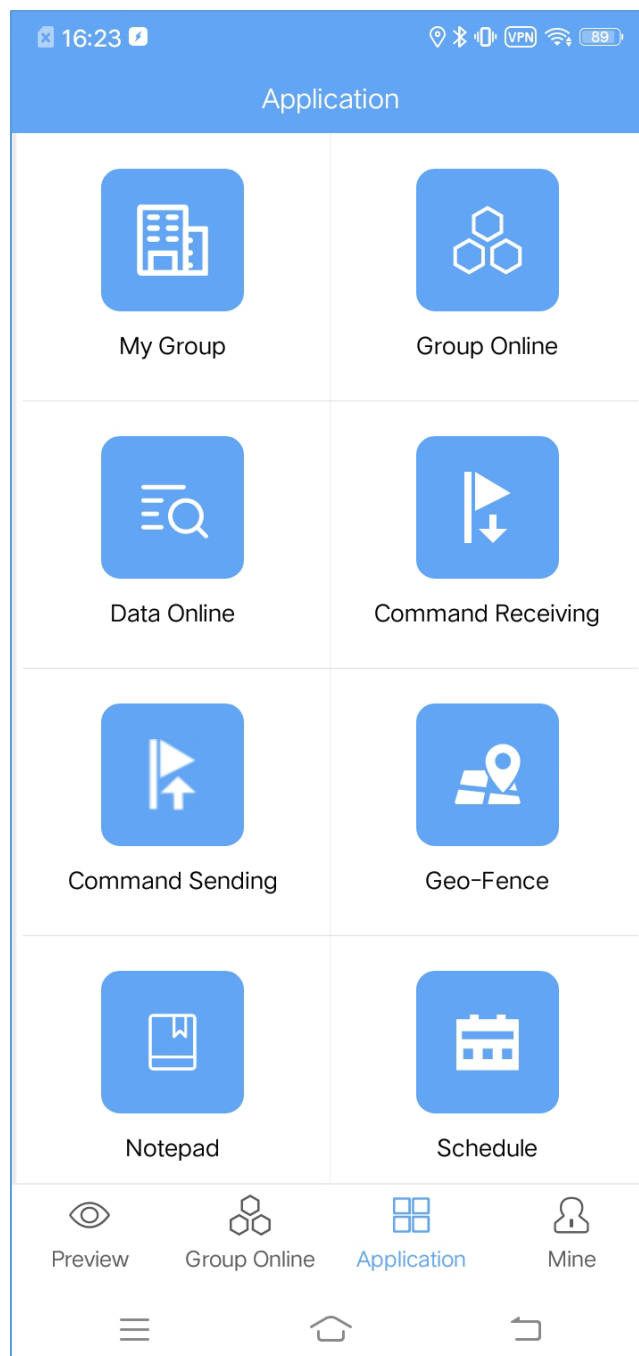 16:23
VPN 89
Application
My Group
Group Online
Data Online
Command Receiving
Command Sending
Geo-Fence
Notepad
Schedule
Preview
Group Online
Application
Mine